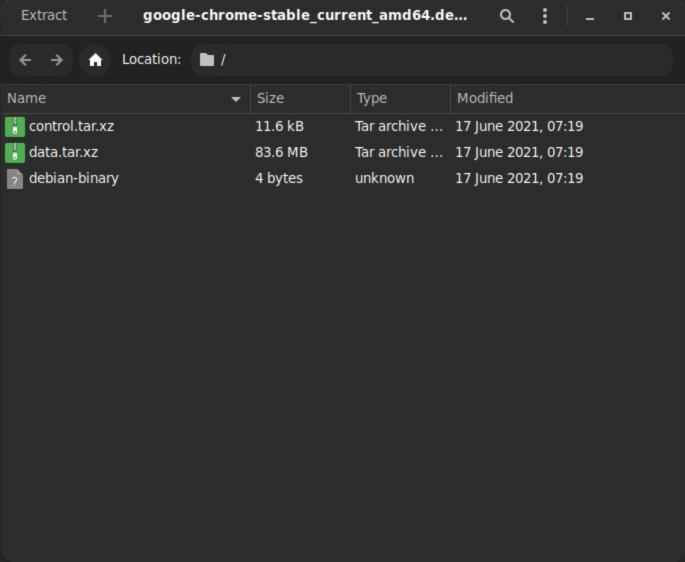 Extract google-chrome-stable_current_amd64.de...
Location: /
Name Size Type Modified
control.tar.xz 11.6 kB Tar archive ... 17 June 2021, 07:19
data.tar.xz 83.6 MB Tar archive ... 17 June 2021, 07:19
debian-binary 4 bytes unknown 17 June 2021, 07:19